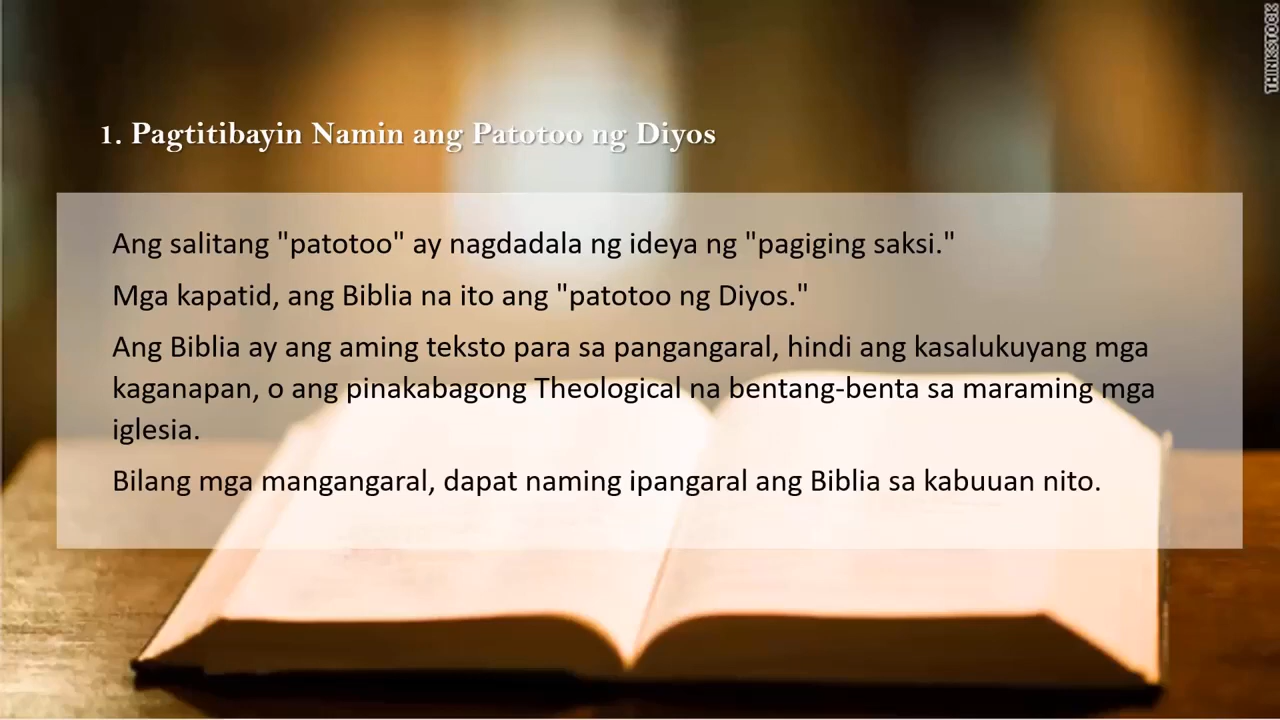 THINKSTOCK
1. Pagtitibayin Namin ang Patotoo ng Diyos
Ang salitang "patotoo" ay nagdadala ng ideya ng "pagiging saksi."
Mga kapatid, ang Biblia na ito ang "patotoo ng Diyos."
Ang Biblia ay ang aming teksto para sa pangangaral, hindi ang kasalukuyang mga
kaganapan, o ang pinakabagong Theological na bentang-benta sa maraming mga
iglesia.
Bilang mga mangangaral, dapat naming ipangaral ang Biblia sa kabuuan nito.